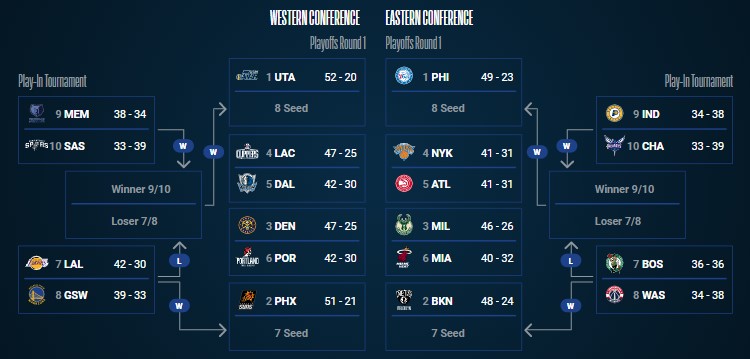 WESTERN CONFERENCE
Playoffs Round 1
Play-In Tournament
9 MEM 38 - 34
10 SAS 33 - 39
W
Winner 9/10
Loser 7/8
7 LAL 42 - 30
8 GSW 39 - 33
L
W
W
1 UTA 52 - 20
8 Seed
4 LAC 47 - 25
5 DAL 42 - 30
3 DEN 47 - 25
6 POR 42 - 30
2 PHX 51 - 21
7 Seed
EASTERN CONFERENCE
Playoffs Round 1
1 PHI 49 - 23
8 Seed
4 NYK 41 - 31
5 ATL 41 - 31
3 MIL 46 - 26
6 MIA 40 - 32
2 BKN 48 - 24
7 Seed
Play-In Tournament
9 IND 34 - 38
10 CHA 33 - 39
W
W
Winner 9/10
Loser 7/8
7 BOS 36 - 36
8 WAS 34 - 38
L
W